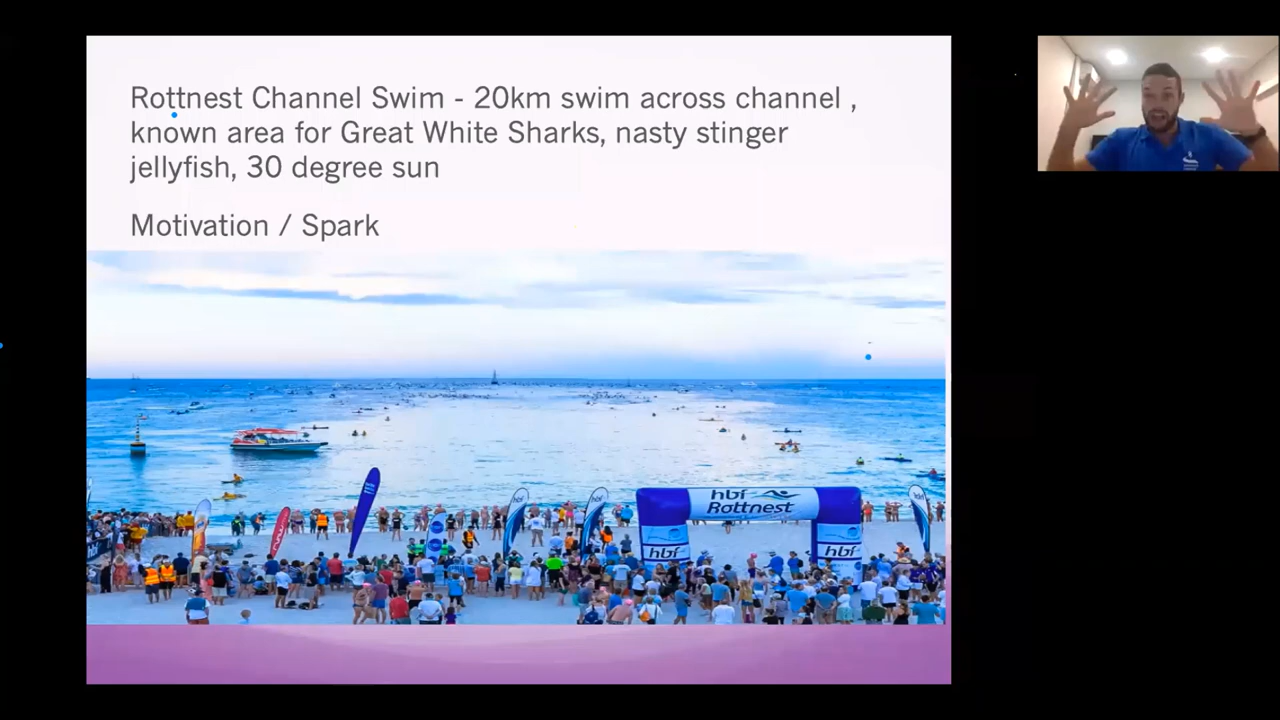 Rottnest Channel Swim - 20km swim across channel ,
known area for Great White Sharks, nasty stinger
jellyfish, 30 degree sun
Motivation / Spark
hbf
Rottnest
hbf
hbf